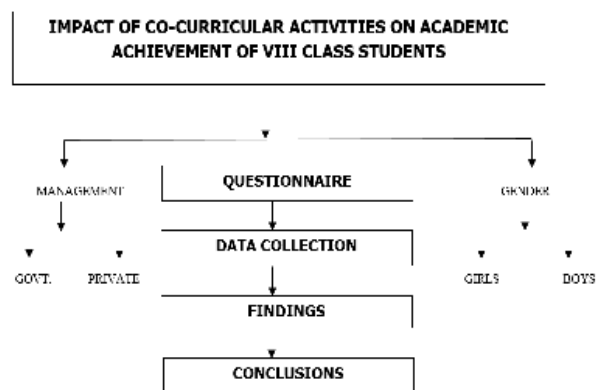 IMPACT OF CO-CURRICULAR ACTIVITIES ON ACADEMIC
ACHIEVEMENT OF VIII CLASS STUDENTS
MANAGEMENT
QUESTIONNAIRE
GENDER
DATA COLLECTION
GOVT.
PRIVATE
GIRLS
BOYS
FINDINGS
CONCLUSIONS